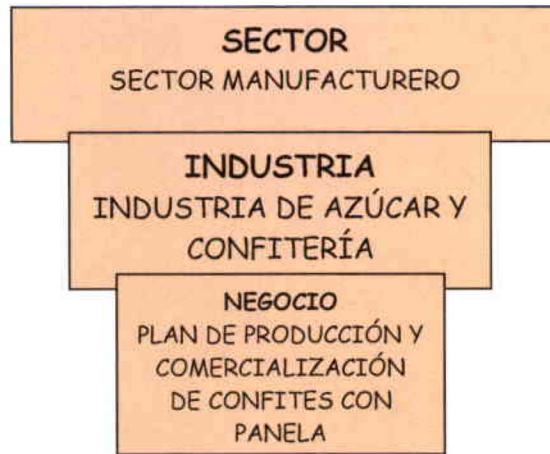 SECTOR
SECTOR MANUFACTURERO
INDUSTRIA
INDUSTRIA DE AZÚCAR Y
CONFITERÍA
NEGOCIO
PLAN DE PRODUCCIÓN Y
COMERCIALIZACIÓN
DE CONFITES CON
PANELA